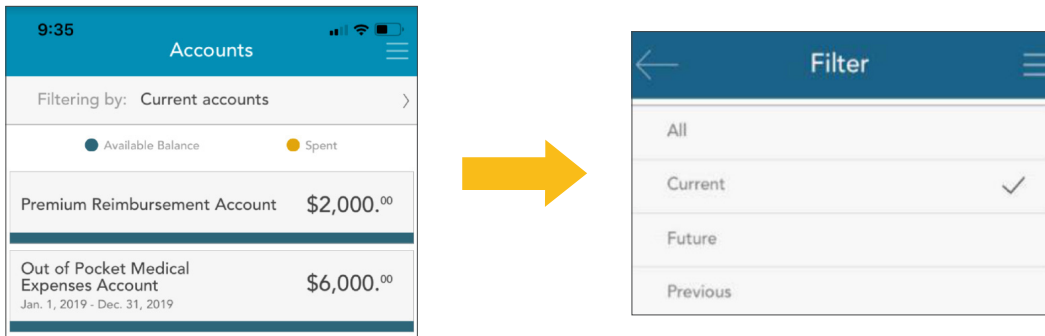 9:35
Accounts
Filtering by: Current accounts
Available Balance Spent
Premium Reimbursement Account $2,000.00
Out of Pocket Medical
Expenses Account $6,000.00
Jan. 1, 2019 - Dec. 31, 2019
Filter
All
Current
Future
Previous